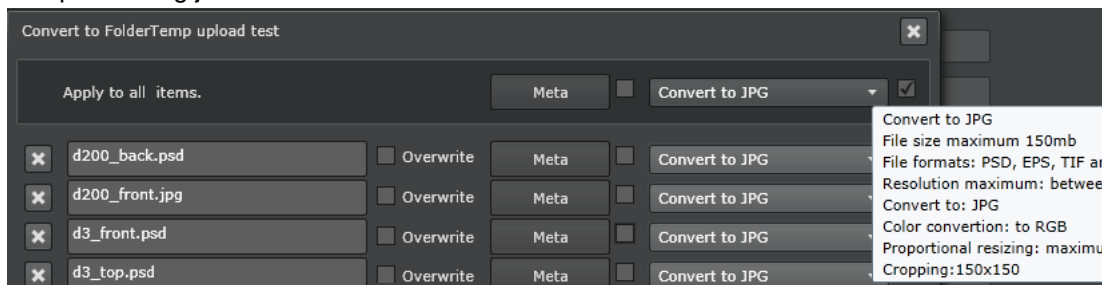 Convert to FolderTemp upload test
Apply to all items.
Meta
Convert to JPG
Convert to JPG
File size maximum 150mb
File formats: PSD, EPS, TIF
Resolution maximum:
Convert to: JPG
Color convertion: to RGB
Proportional resizing:
Cropping:150x150
d200_back.psd
Overwrite
Meta
Convert to JPG
d200_front.jpg
Overwrite
Meta
Convert to JPG
d3_front.psd
Overwrite
Meta
Convert to JPG
d3_top.psd
Overwrite
Meta
Convert to JPG